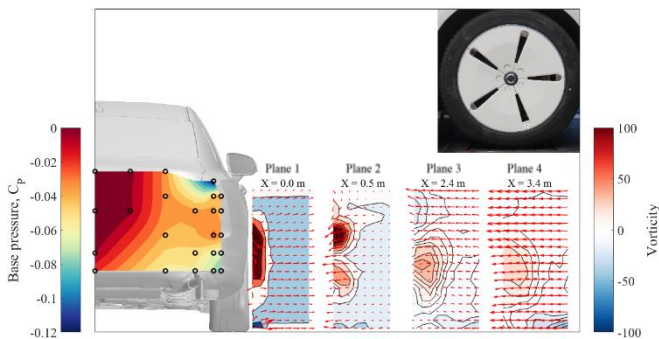 Base pressure, C_P
0
-0.02
-0.04
-0.06
-0.08
-0.1
-0.12
Plane 1
X = 0.0 m
Plane 2
X = 0.5 m
Plane 3
X = 2.4 m
Plane 4
X = 3.4 m
100
50
0
-50
-100
Vorticity